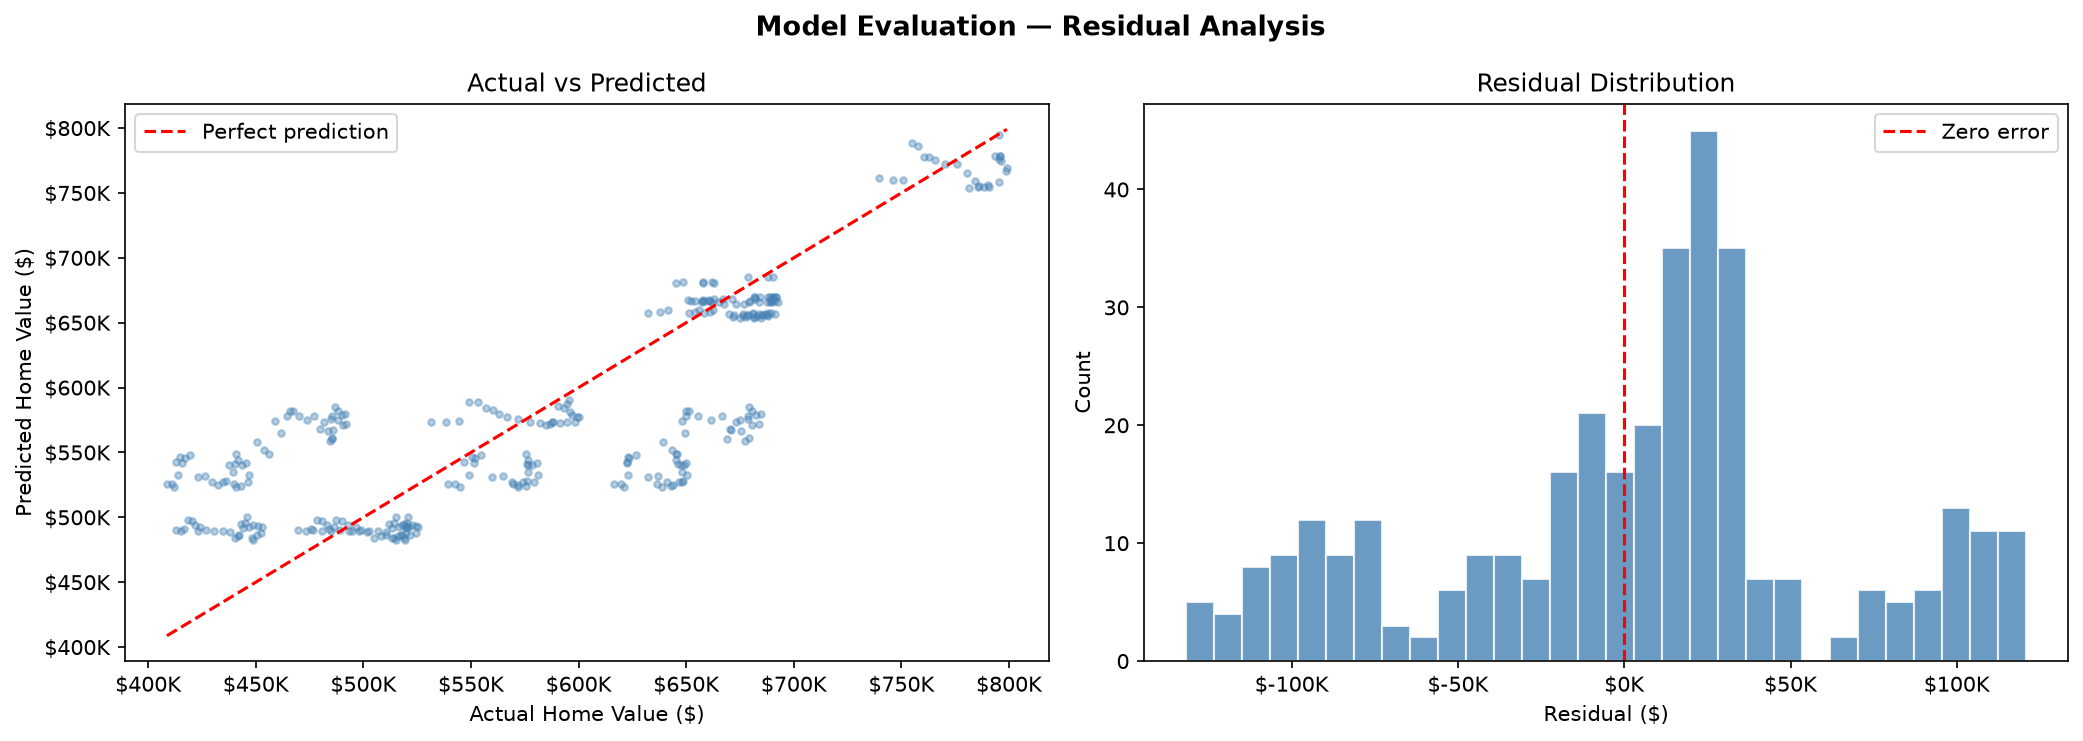 Model Evaluation — Residual Analysis
Actual vs Predicted
Perfect prediction
$800K
$750K
$700K
$650K
$600K
$550K
$500K
$450K
$400K
Predicted Home Value ($)
$400K $450K $500K $550K $600K $650K $700K $750K $800K
Actual Home Value ($)
Residual Distribution
Zero error
40
30
20
10
0
Count
$-100K $-50K $0K $50K $100K
Residual ($)